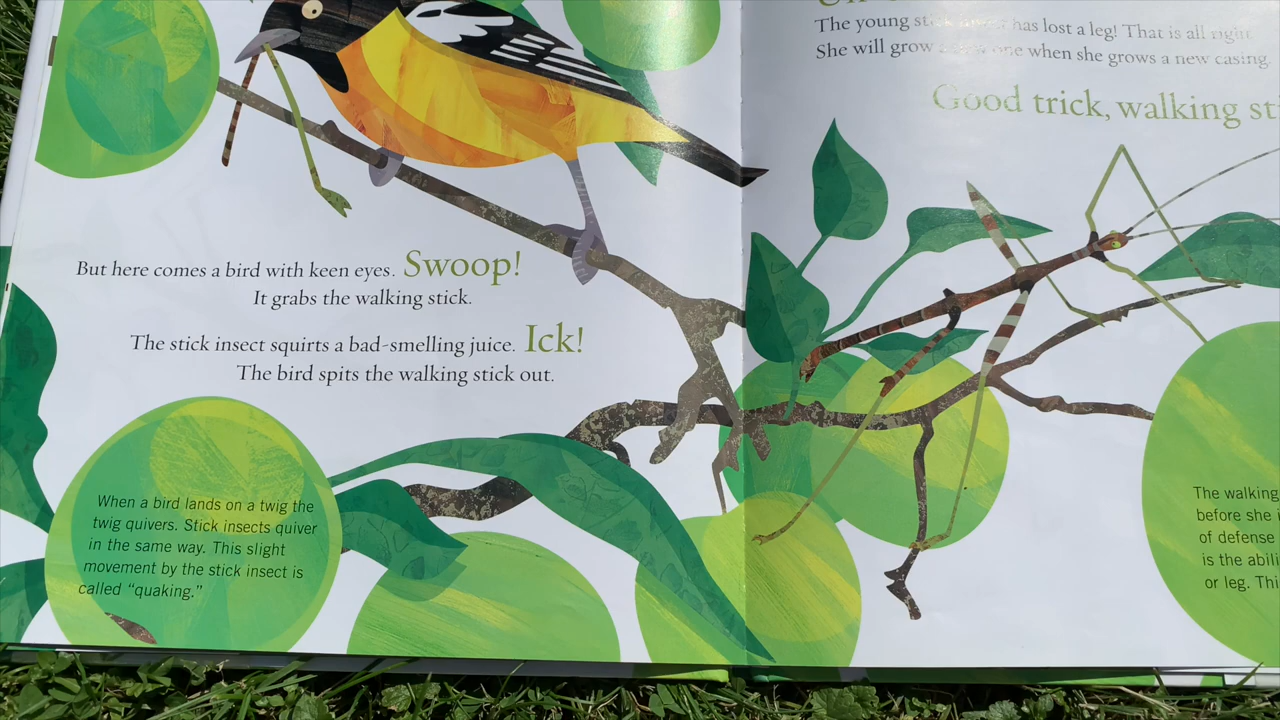 But here comes a bird with keen eyes. Swoop!
It grabs the walking stick.
The stick insect squirts a bad-smelling juice. Ick!
The bird spits the walking stick out.
When a bird lands on a twig the
twig quivers. Stick insects quiver
in the same way. This slight
movement by the stick insect is
called “quaking.”
The young stick has lost a leg! That is all right.
She will grow one when she grows a new casing.
Good trick, walking
The walking
before she
of defense
is the
or leg.